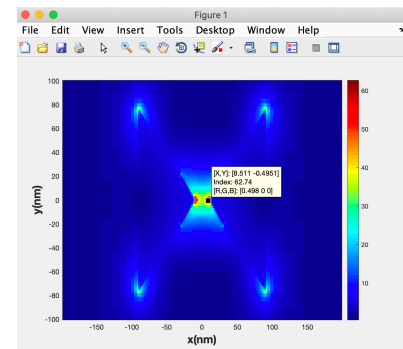 Figure 1
File Edit View Insert Tools Desktop Window Help
100
80
60
40
20
0
-20
-40
-60
-80
-100
y(nm)
-150 -100 -50 0 50 100 150
x(nm)
[X,Y]: [8.511 -0.4951]
Index: 62.74
[R,G,B]: [0.498 0 0]
60
50
40
30
20
10